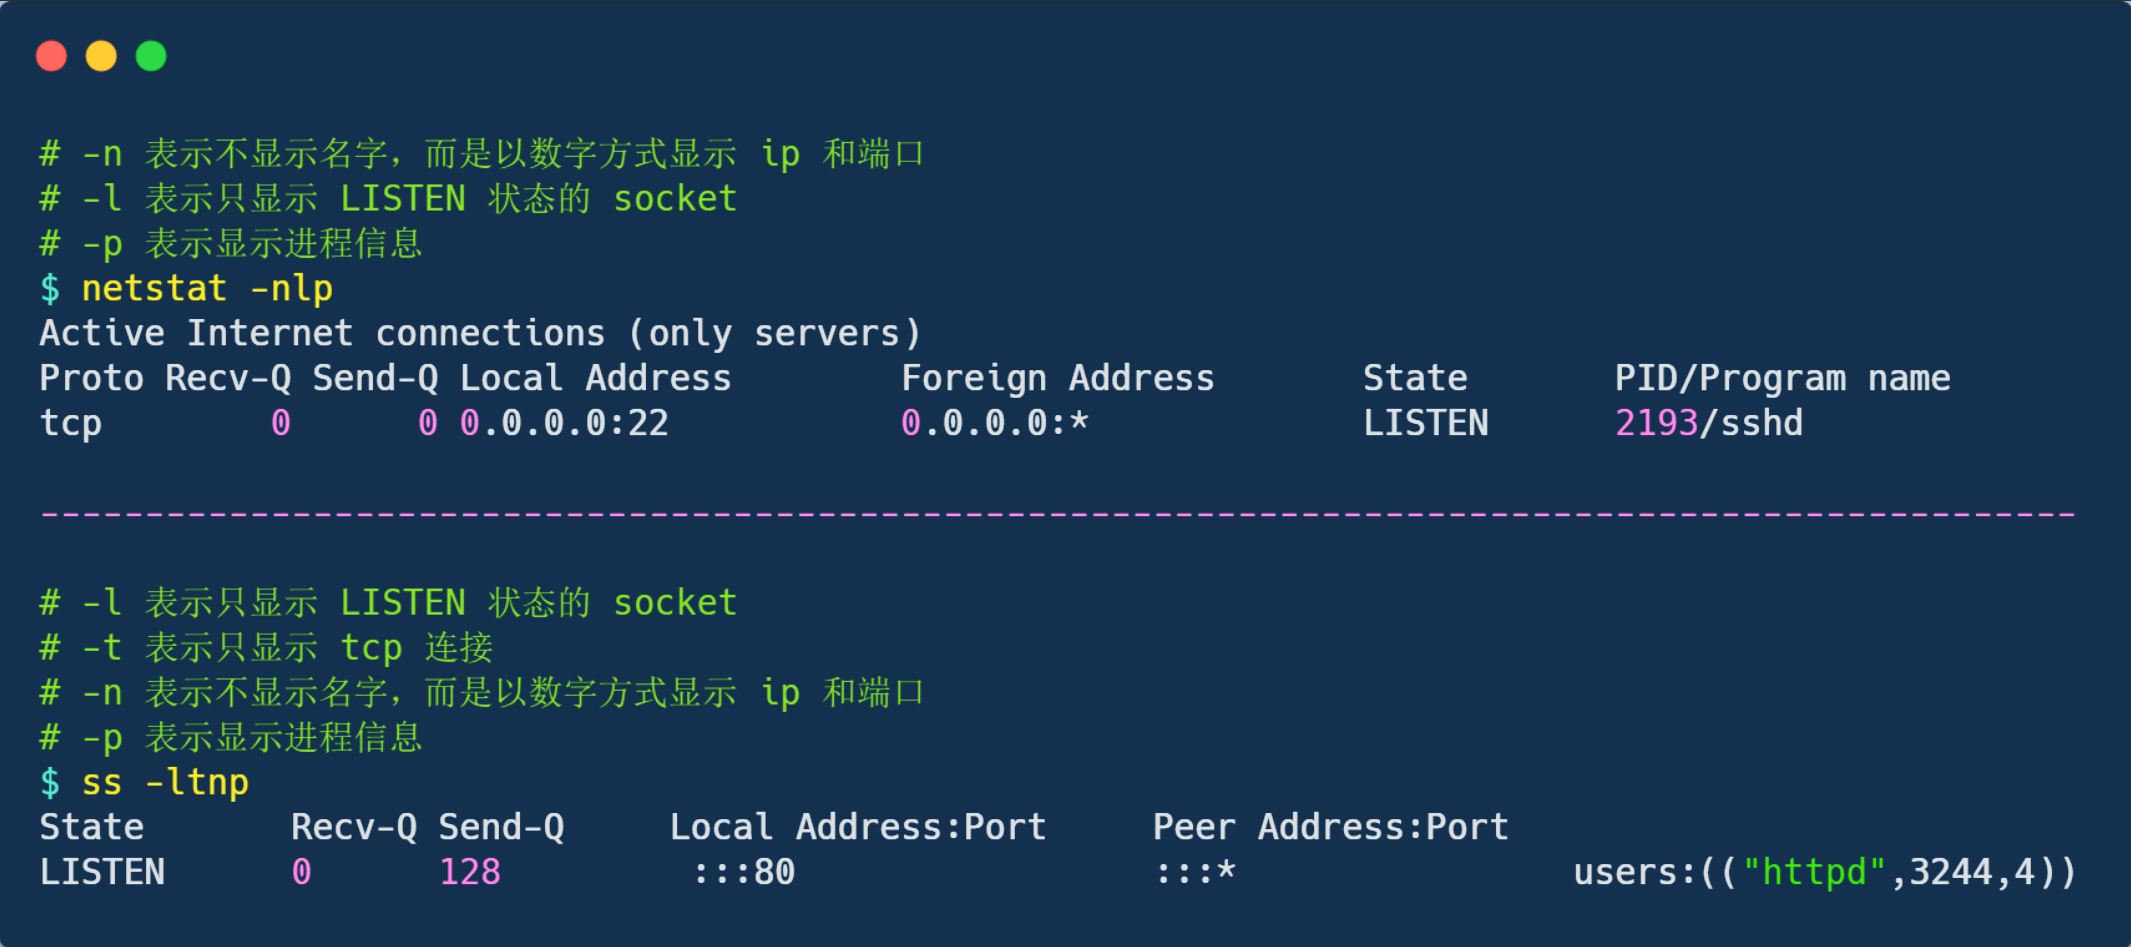 # -n 表示不显示名字，而是以数字方式显示 ip 和端口
# -l 表示只显示 LISTEN 状态的 socket
# -p 表示显示进程信息
$ netstat -nlp
Active Internet connections (only servers)
Proto Recv-Q Send-Q Local Address        Foreign Address       State       PID/Program name
tcp        0      0 0.0.0.0:22           0.0.0.0:*             LISTEN      2193/sshd
-------------------------------------------------------------------------------------------------
# -l 表示只显示 LISTEN 状态的 socket
# -t 表示只显示 tcp 连接
# -n 表示不显示名字，而是以数字方式显示 ip 和端口
# -p 表示显示进程信息
$ ss -ltnp
State       Recv-Q Send-Q     Local Address:Port     Peer Address:Port
LISTEN      0      128         :::80                 :::*                users:(("httpd",3244,4))